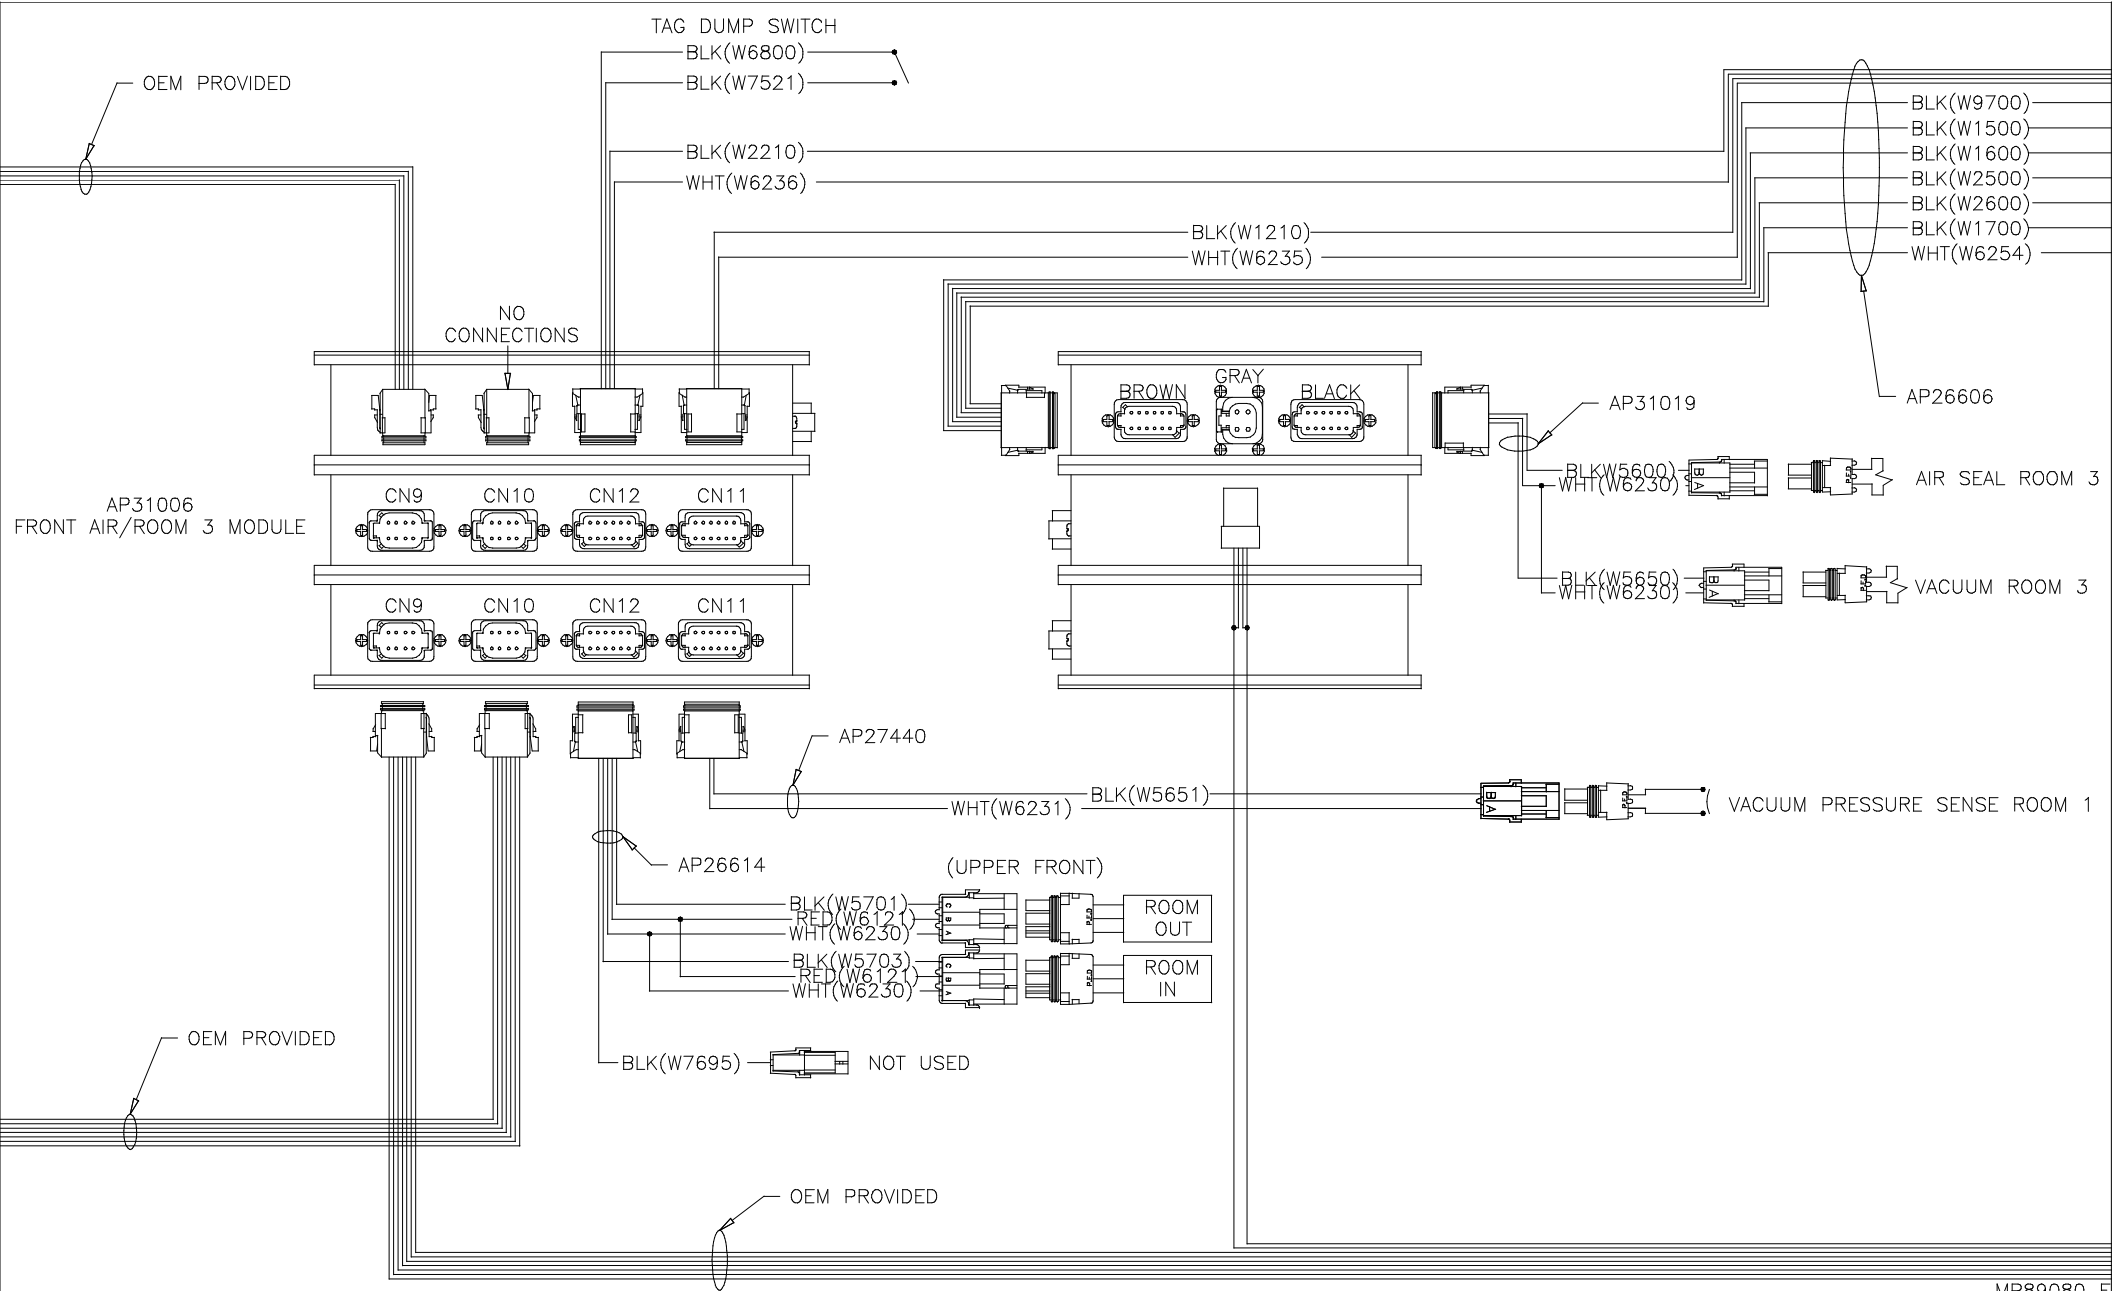 TAG DUMP SWITCH
BLK(W6800)
OEM PROVIDED
BLK(W7521)
BLK(W9700)
BLK(W1500)
BLK(W2210)
BLK(W1600)
WHT(W6236)
BLK(W2500)
BLK(W2600)
BLK(W1210)
BLK(W1700)
WHT(W6235)
WHT(W6254)
NO
CONNECTIONS
GRAY
BROWN
BLACK
AP31019
AP26606
BLKW5600)
WHT(W6230)
B
A
P.E.D
AIR SEAL ROOM 3
AP31006
FRONT AIR/ROOM 3 MODULE
CN9
CN10
CN12
CN11
BLK(W5650)
WHT(W6230)
B
A
P.E.D
VACUUM ROOM 3
CN9
CN10
CN12
CN11
AP27440
BLK(W5651)
WHT(W6231)
B
A
P.E.D
VACUUM PRESSURE SENSE ROOM 1
AP26614
(UPPER FRONT)
BLK(W5701)
RED(W6121)
WHT(W6230)
C
B
A
P.E.D
ROOM
OUT
BLK(W5703)
RED(W6121)
WHT(W6230)
C
B
A
P.E.D
ROOM
IN
OEM PROVIDED
BLK(W7695)
NOT USED
OEM PROVIDED